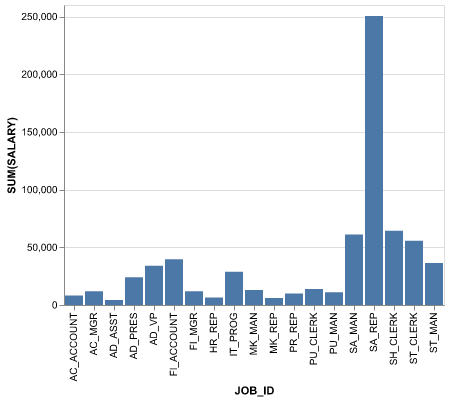 250,000
200,000
150,000
100,000
50,000
0
SUM(SALARY)
AC_ACCOUNT
AC_MGR
AD_ASST
AD_PRES
AD_VP
FI_ACCOUNT
FI_MGR
HR_REP
IT_PROG
MK_MAN
MK_REP
PR_REP
PU_CLERK
PU_MAN
SA_MAN
SA_REP
SH_CLERK
ST_CLERK
ST_MAN
JOB_ID